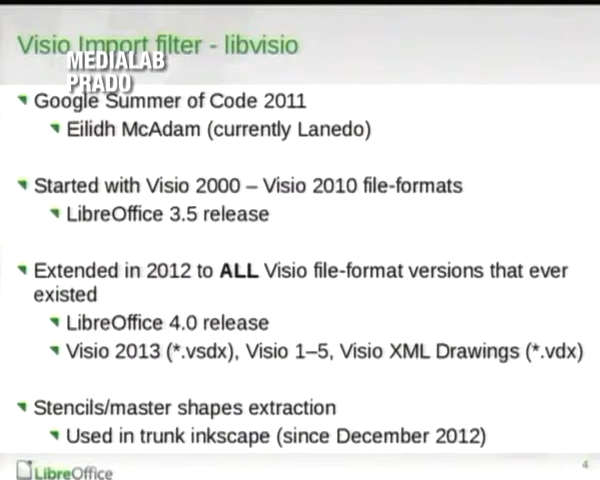 Visio Import filter - libvisio
MEDIALAB
PRADO
Google Summer of Code 2011
Eilidh McAdam (currently Lanedo)
Started with Visio 2000 – Visio 2010 file-formats
LibreOffice 3.5 release
Extended in 2012 to ALL Visio file-format versions that ever
existed
LibreOffice 4.0 release
Visio 2013 (*.vsdx), Visio 1–5, Visio XML Drawings (*.vdx)
Stencils/master shapes extraction
Used in trunk inkscape (since December 2012)
LibreOffice
4